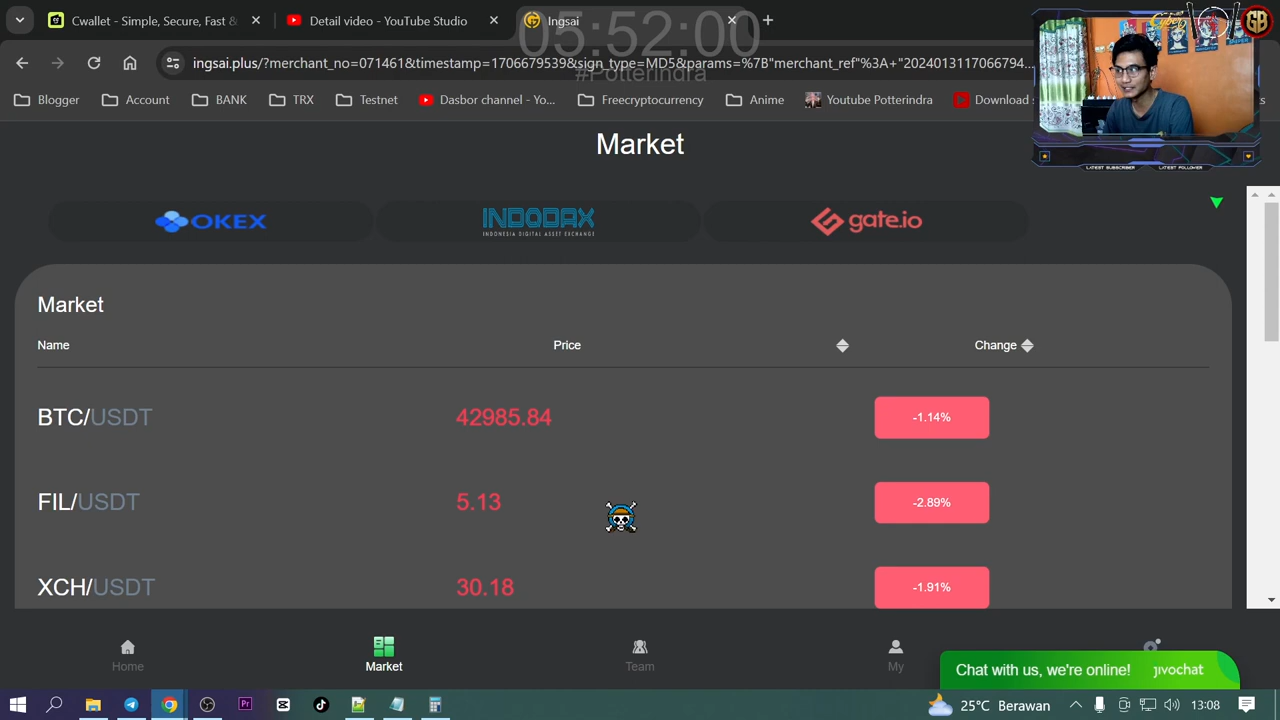 Cwallet - Simple, Secure, Fast &
Detail video - YouTube Studio
Ingsai
05:52:00
#Potterindra
ingsai.plus/?merchant_no=071461&timestamp=1706679539&sign_type=MD5&params=%7B"merchant_ref"%3A+"2024013117066794...
Blogger
Account
BANK
TRX
Dasbor channel - Yo...
Freecryptocurrency
Anime
Youtube Potterindra
Download
LATEST SUBSCRIBER
LATEST FOLLOWER
Market
OKEX
INDODAX
INDONESIA DIGITAL ASSET EXCHANGE
gate.io
Market
Name
Price
Change
BTC/USDT
42985.84
-1.14%
FIL/USDT
5.13
-2.89%
XCH/USDT
30.18
-1.91%
Home
Market
Team
My
Chat with us, we're online!
jivochat
25°C Berawan
13:08